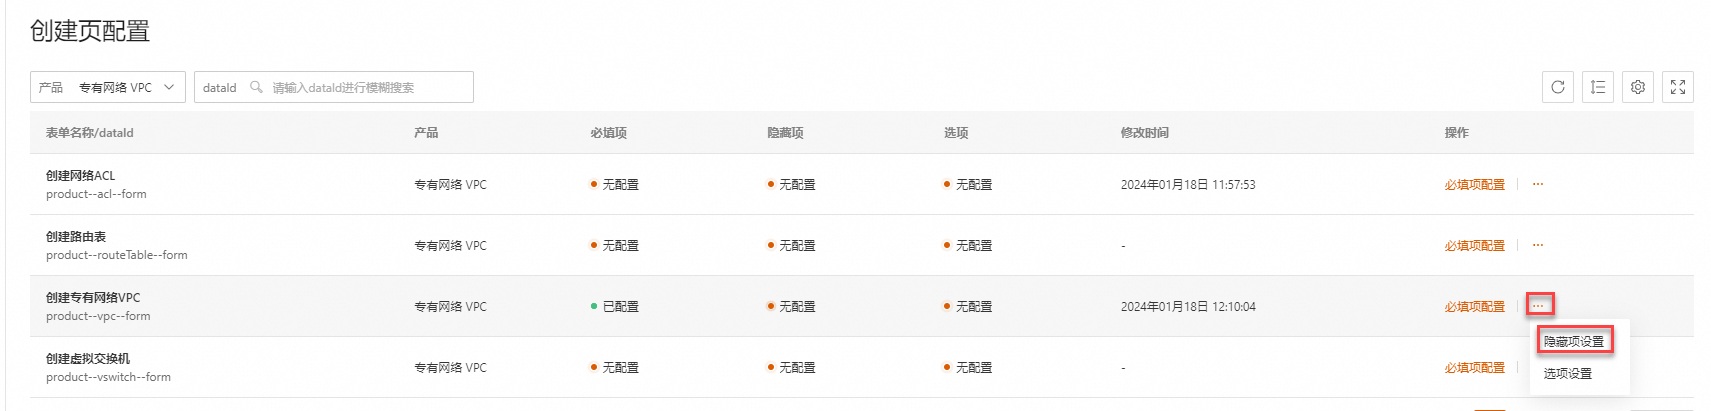 创建页配置
产品 专有网络 VPC dataId 请输入dataId进行模糊搜索
表单名称/dataId 产品 必填项 隐藏项 选项 修改时间 操作
创建网络ACL
product--acl--form 专有网络 VPC 无配置 无配置 无配置 2024年01月18日 11:57:53 必填项配置 ...
创建路由表
product--routeTable--form 专有网络 VPC 无配置 无配置 无配置 - 必填项配置 ...
创建专有网络VPC
product--vpc--form 专有网络 VPC 已配置 无配置 无配置 2024年01月18日 12:10:04 必填项配置 ...
隐藏项设置
创建虚拟交换机
product--vswitch--form 专有网络 VPC 无配置 无配置 无配置 - 必填项配置
选项设置